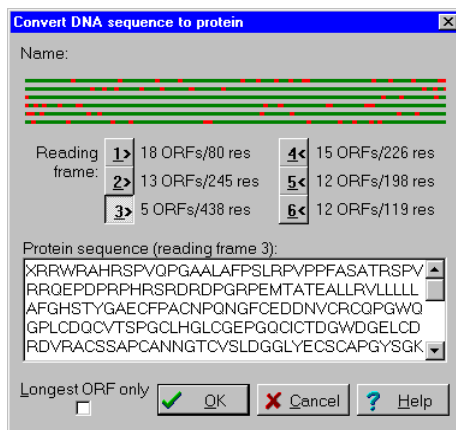 Convert DNA sequence to protein
Name:
Reading frame:
1> 18 ORFs/80 res
2> 13 ORFs/245 res
3> 5 ORFs/438 res
4< 15 ORFs/226 res
5< 12 ORFs/198 res
6< 12 ORFs/119 res
Protein sequence (reading frame 3):
XRRWRAHRSPVQPGAALAFPSLRPVPPFASATRSPV
RRQEPDPRPHRSRDRDPGRPEMTATEALLRVLLLLL
AFGHSTYGAECFPACNPQNGFCEDDNVCRCQPGWQ
GPLCDQCVTSPGCLHGLCGEPGQCICTDGWDGELCD
RDVRACSSAPCANNGTCVSLDGGLYECSCAPGYSGK
Longest ORF only
OK
Cancel
Help